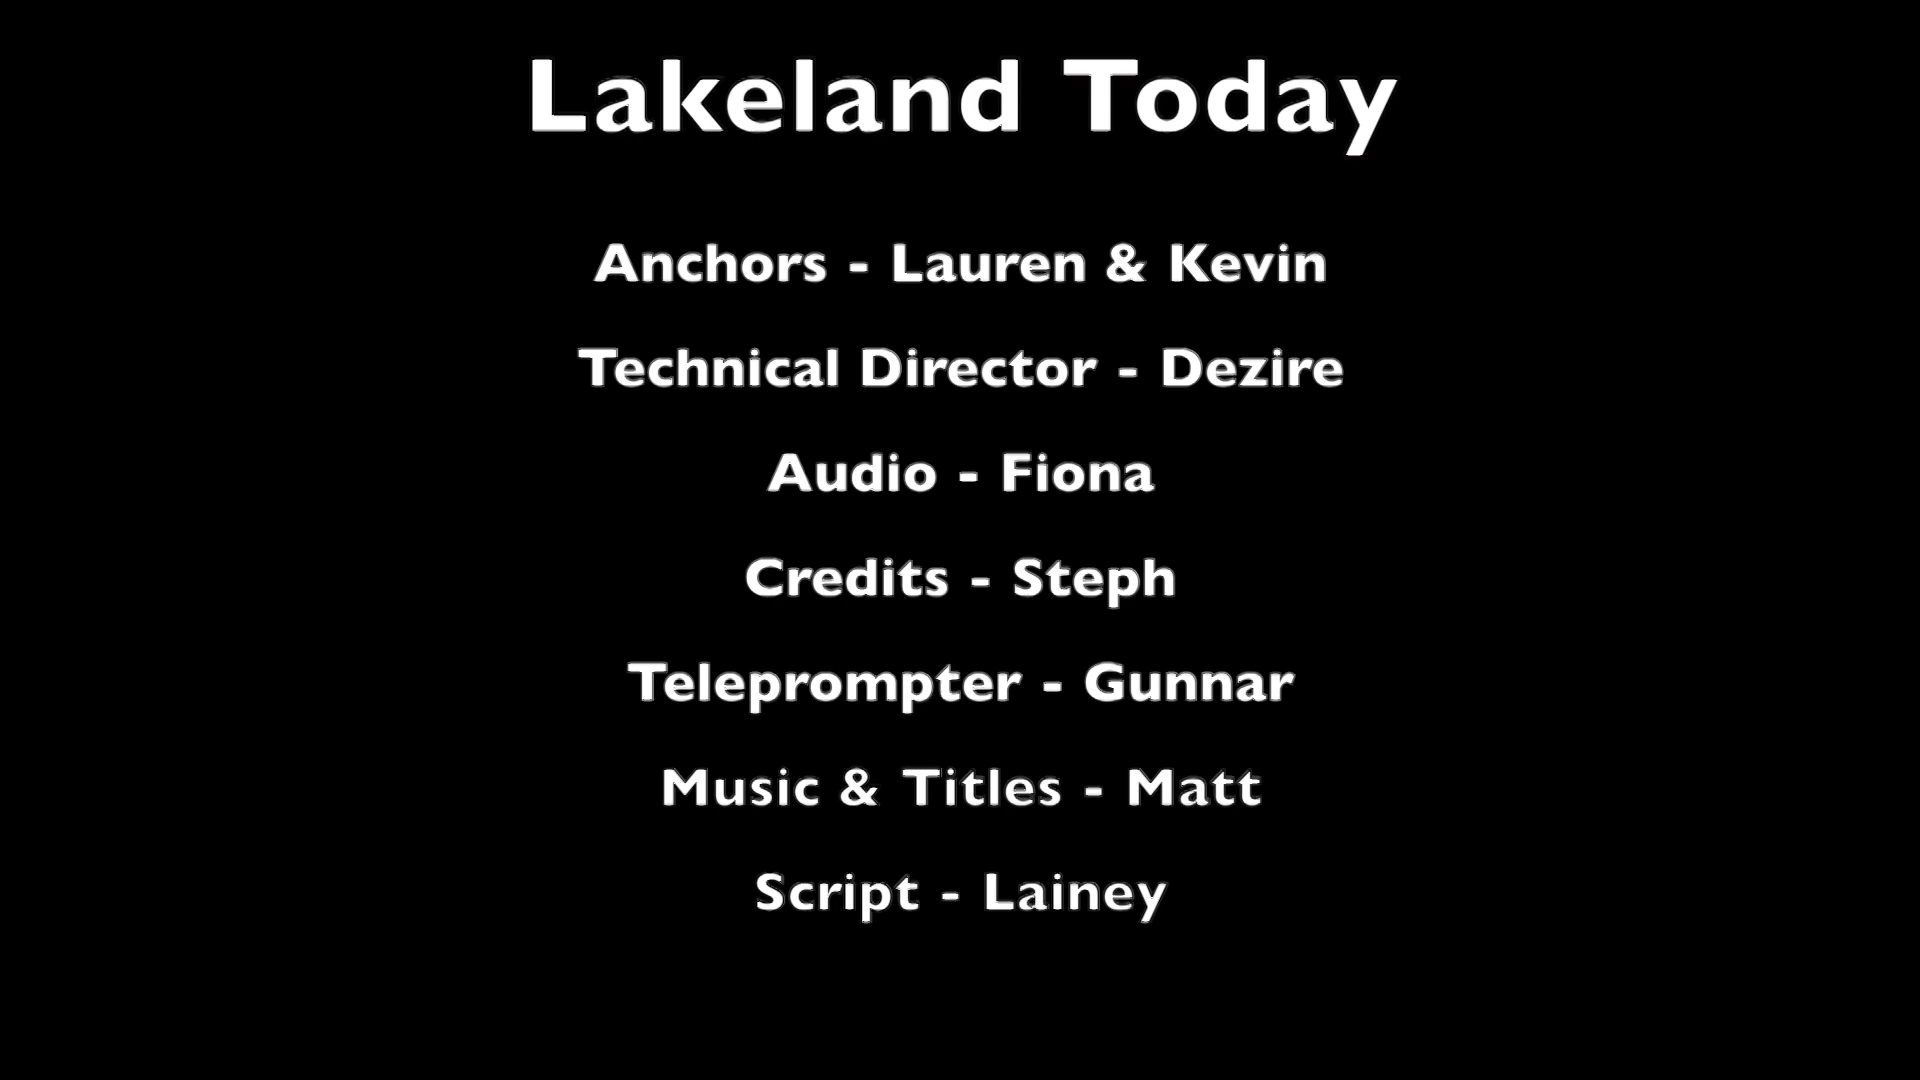 Lakeland Today
Anchors - Lauren & Kevin
Technical Director - Dezire
Audio - Fiona
Credits - Steph
Teleprompter - Gunnar
Music & Titles - Matt
Script - Lainey